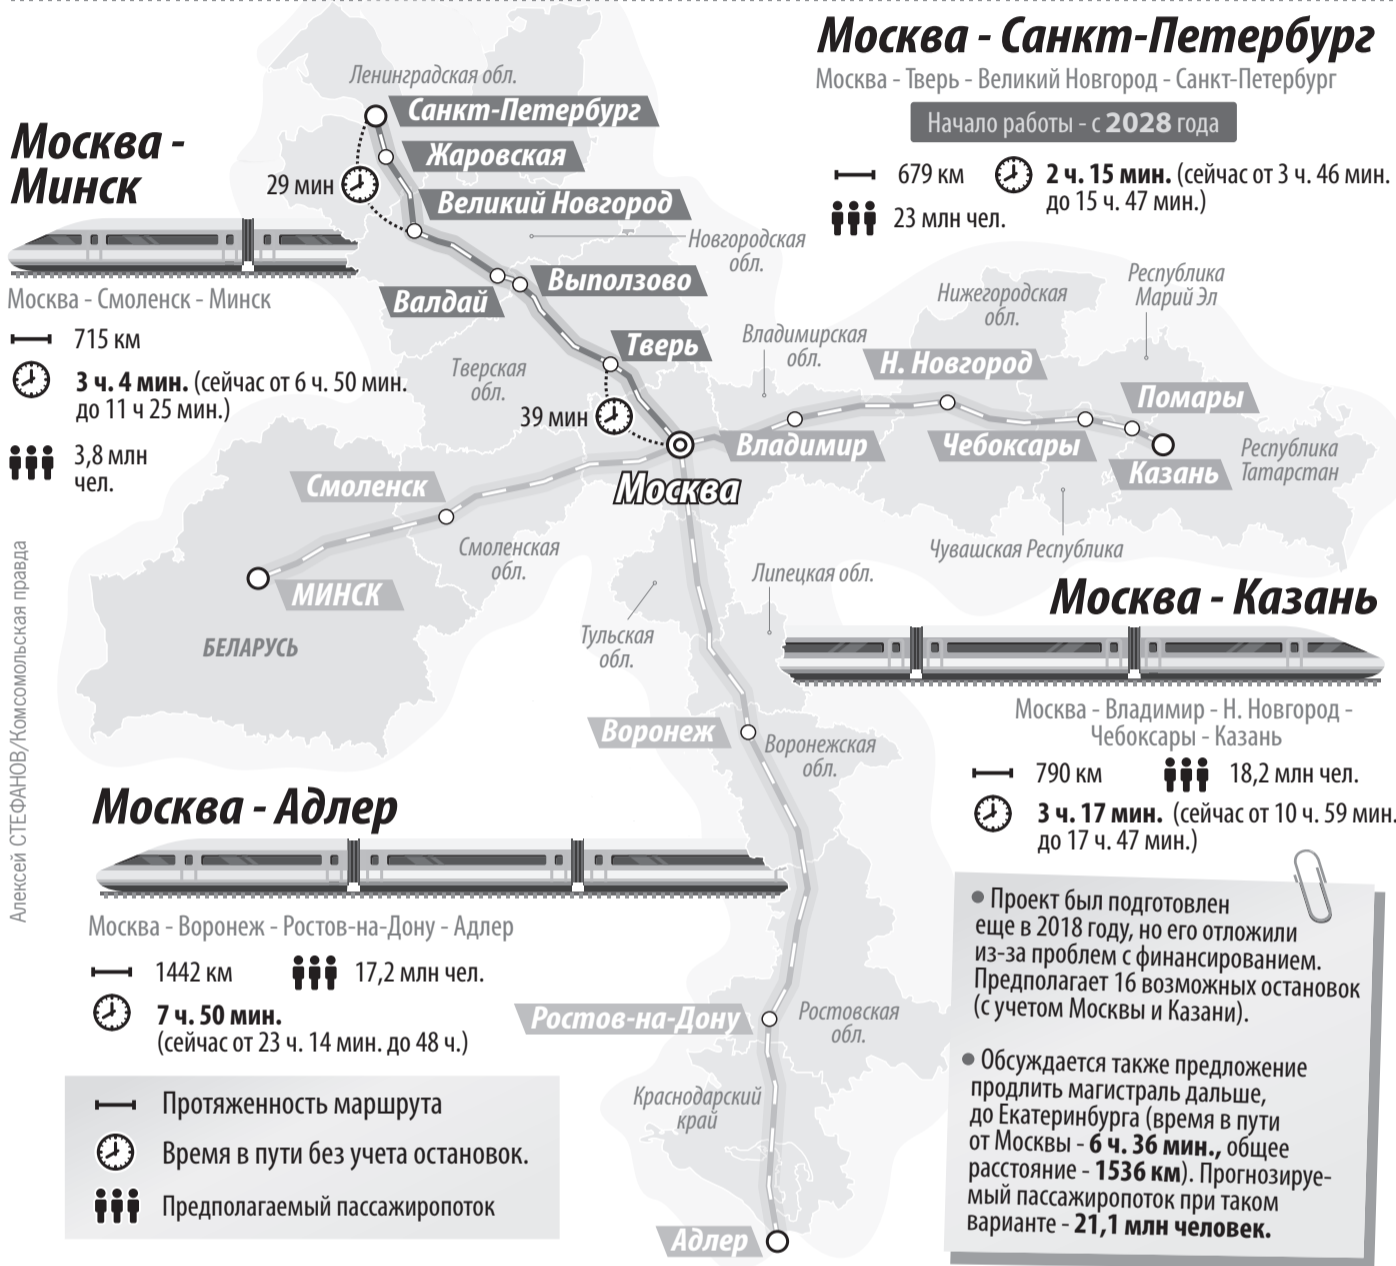 Москва - Санкт-Петербург
Москва - Тверь - Великий Новгород - Санкт-Петербург
Начало работы - с 2028 года
679 км
2 ч. 15 мин. (сейчас от 3 ч. 46 мин.
до 15 ч. 47 мин.)
23 млн чел.
Москва -
Минск
Москва - Смоленск - Минск
715 км
3 ч. 4 мин. (сейчас от 6 ч. 50 мин.
до 11 ч 25 мин.)
3,8 млн
чел.
Ленинградская обл.
Санкт-Петербург
Жаровская
29 мин
Великий Новгород
Новгородская
обл.
Выползово
Валдай
Тверь
Тверская
обл.
39 мин
Москва
Владимирская
обл.
Владимир
Нижегородская
обл.
Н. Новгород
Республика
Марий Эл
Помары
Чебоксары
Казань
Республика
Татарстан
Чувашская Республика
Смоленск
Смоленская
обл.
МИНСК
БЕЛАРУСЬ
Тульская
обл.
Липецкая обл.
Воронеж
Воронежская
обл.
Ростов-на-Дону
Ростовская
обл.
Краснодарский
край
Адлер
Москва - Казань
Москва - Владимир - Н. Новгород -
Чебоксары - Казань
790 км
18,2 млн чел.
3 ч. 17 мин. (сейчас от 10 ч. 59 мин.
до 17 ч. 47 мин.)
Москва - Адлер
Москва - Воронеж - Ростов-на-Дону - Адлер
1442 км
17,2 млн чел.
7 ч. 50 мин.
(сейчас от 23 ч. 14 мин. до 48 ч.)
Протяженность маршрута
Время в пути без учета остановок.
Предполагаемый пассажиропоток
● Проект был подготовлен
еще в 2018 году, но его отложили
из-за проблем с финансированием.
Предполагает 16 возможных остановок
(с учетом Москвы и Казани).
● Обсуждается также предложение
продлить магистраль дальше,
до Екатеринбурга (время в пути
от Москвы - 6 ч. 36 мин., общее
расстояние - 1536 км). Прогнозируе-
мый пассажиропоток при таком
варианте - 21,1 млн человек.
Алексей СТЕФАНОВ/Комсомольская правда